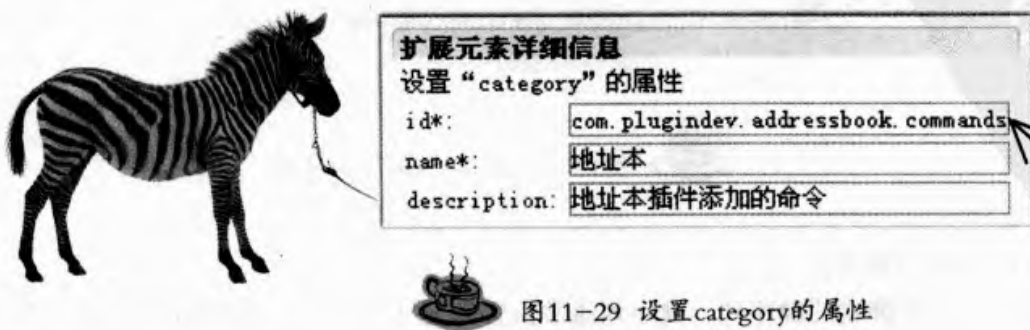 扩展元素详细信息
设置“category”的属性
id*: com.plugindev.addressbook.commands
name*: 地址本
description: 地址本插件添加的命令
图11-29 设置category的属性